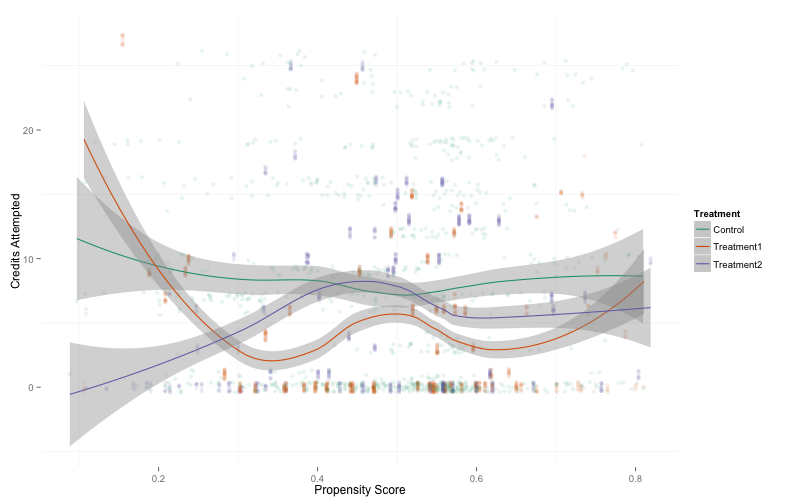 Credits Attempted
20
10
0
0.2
0.4
0.6
0.8
Propensity Score
Treatment
Control
Treatment1
Treatment2